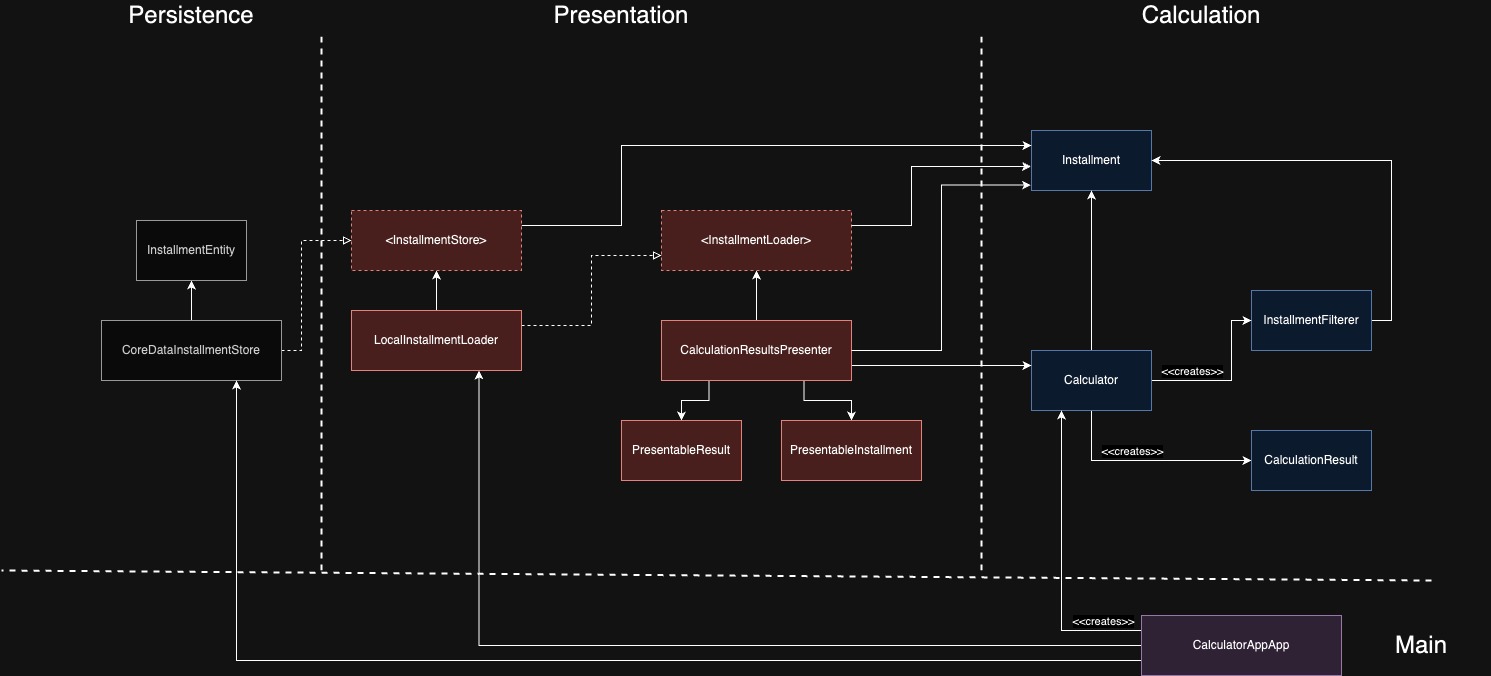 Persistence
Presentation
Calculation
Installment
<InstallmentStore>
<InstallmentLoader>
InstallmentEntity
InstallmentFilterer
LocalInstallmentLoader
CoreDataInstallmentStore
CalculationResultsPresenter
<<creates>>
Calculator
PresentableResult
PresentableInstallment
<<creates>>
CalculationResult
<<creates>>
CalculatorAppApp
Main